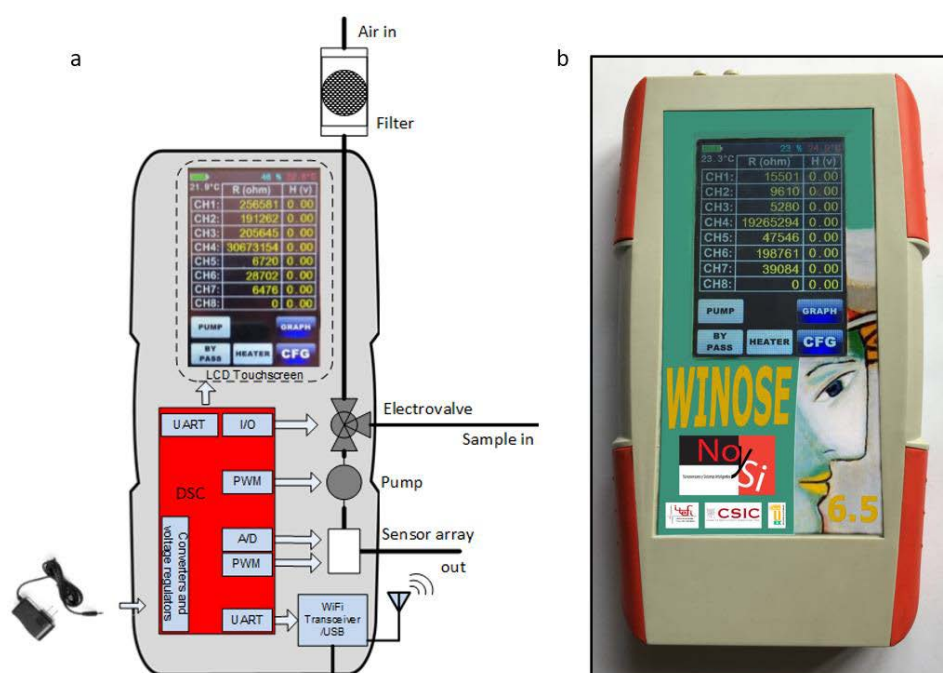 a
Air in
Filter
48 %
21.9°C R (ohm) H (v)
CH1: 256581 0.00
CH2: 191262 0.00
CH3: 205645 0.00
CH4: 30673154 0.00
CH5: 6720 0.00
CH6: 28702 0.00
CH7: 6476 0.00
CH8: 0 0.00
PUMP GRAPH
BY
PASS HEATER CFG
LCD Touchscreen
UART I/O
Electrovalve
Sample in
PWM
Pump
DSC
A/D
PWM
Sensor array
out
Converters and
voltage regulators
UART
WiFi
Transceiver
/USB
b
23 %
23.3°C R (ohm) H (v)
CH1: 15501 0.00
CH2: 9610 0.00
CH3: 5280 0.00
CH4: 19265294 0.00
CH5: 47546 0.00
CH6: 198761 0.00
CH7: 39084 0.00
CH8: 0 0.00
PUMP GRAPH
BY
PASS HEATER CFG
WINOSE
No
y
Si
CSIC
6.5